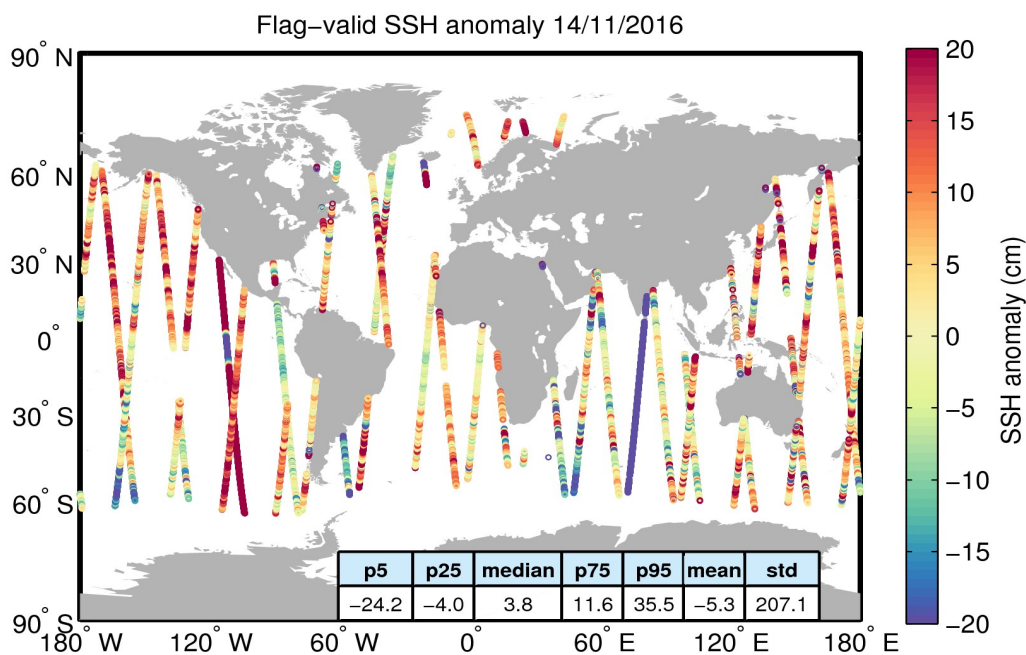 Flag−valid SSH anomaly 14/11/2016
90° N
60° N
30° N
0°
30° S
60° S
90° S
180° W 120° W 60° W 0° 60° E 120° E 180° E
p5 p25 median p75 p95 mean std
−24.2 −4.0 3.8 11.6 35.5 −5.3 207.1
20
15
10
5
0
−5
−10
−15
−20
SSH anomaly (cm)